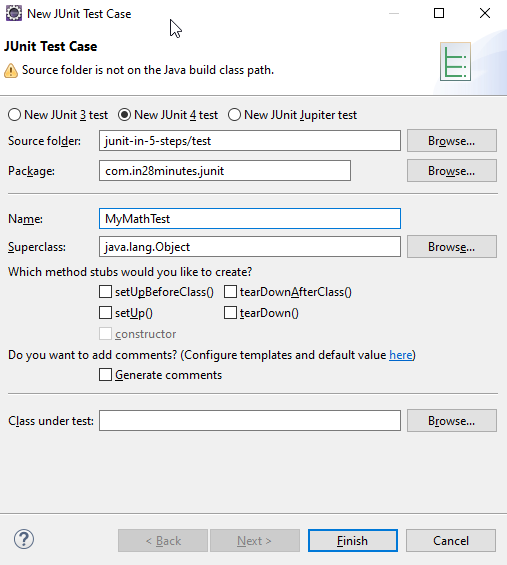 New JUnit Test Case
JUnit Test Case
Source folder is not on the Java build class path.
New JUnit 3 test New JUnit 4 test New JUnit Jupiter test
Source folder: junit-in-5-steps/test Browse...
Package: com.in28minutes.junit Browse...
Name: MyMathTest
Superclass: java.lang.Object Browse...
Which method stubs would you like to create?
setUpBeforeClass() tearDownAfterClass()
setUp() tearDown()
constructor
Do you want to add comments? (Configure templates and default value here)
Generate comments
Class under test: Browse...
? < Back Next > Finish Cancel